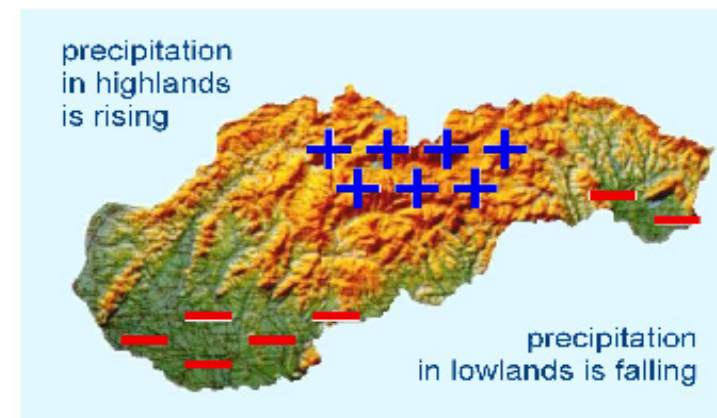 precipitation
in highlands
is rising
precipitation
in lowlands is falling